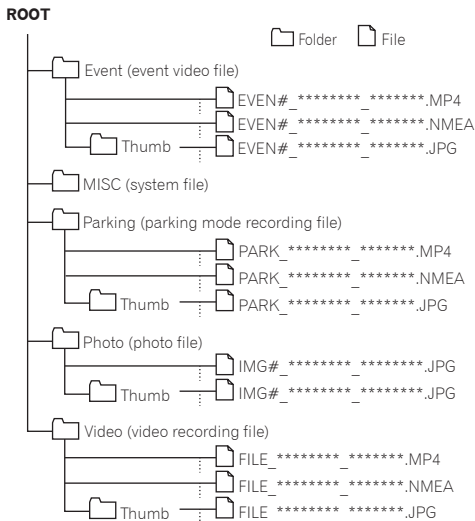 ROOT
Folder File
Event (event video file)
EVEN#_********_*******.MP4
EVEN#_********_*******.NMEA
Thumb EVEN#_********_*******.JPG
MISC (system file)
Parking (parking mode recording file)
PARK_********_*******.MP4
PARK_********_*******.NMEA
Thumb PARK_********_*******.JPG
Photo (photo file)
IMG#_********_*******.JPG
Thumb IMG#_********_*******.JPG
Video (video recording file)
FILE_********_*******.MP4
FILE_********_*******.NMEA
Thumb FILE_********_*******.JPG